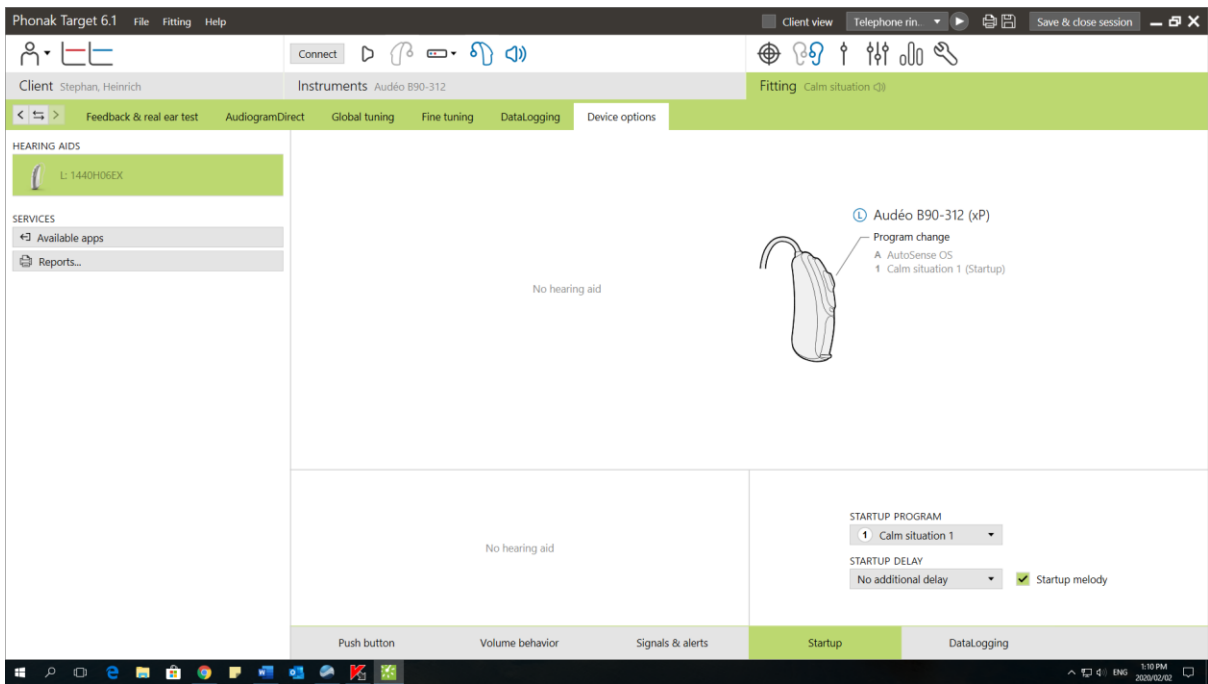 Phonak Target 6.1 File Fitting Help Client view Telephone rin.. Save & close session
Connect
Client Stephan, Heinrich Instruments Audéo B90-312 Fitting Calm situation
Feedback & real ear test AudiogramDirect Global tuning Fine tuning DataLogging Device options
HEARING AIDS
L: 1440H06EX
SERVICES
Available apps
Reports...
No hearing aid
L Audéo B90-312 (xP)
Program change
A AutoSense OS
1 Calm situation 1 (Startup)
No hearing aid
STARTUP PROGRAM
1 Calm situation 1
STARTUP DELAY
No additional delay Startup melody
Push button Volume behavior Signals & alerts Startup DataLogging
ENG 1:10 PM
2020/02/02